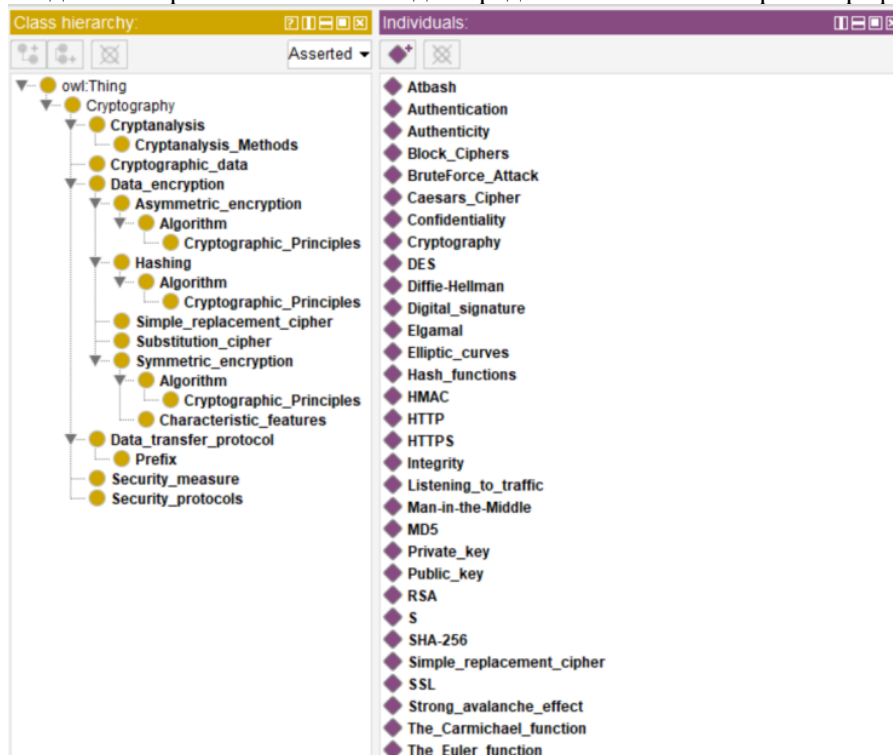 Class hierarchy:
Asserted
owl:Thing
Cryptography
Cryptanalysis
Cryptanalysis_Methods
Cryptographic_data
Data_encryption
Asymmetric_encryption
Algorithm
Cryptographic_Principles
Hashing
Algorithm
Cryptographic_Principles
Simple_replacement_cipher
Substitution_cipher
Symmetric_encryption
Algorithm
Cryptographic_Principles
Characteristic_features
Data_transfer_protocol
Prefix
Security_measure
Security_protocols
Individuals:
Atbash
Authentication
Authenticity
Block_Ciphers
BruteForce_Attack
Caesars_Cipher
Confidentiality
Cryptography
DES
Diffie-Hellman
Digital_signature
Elgamal
Elliptic_curves
Hash_functions
HMAC
HTTP
HTTPS
Integrity
Listening_to_traffic
Man-in-the-Middle
MD5
Private_key
Public_key
RSA
S
SHA-256
Simple_replacement_cipher
SSL
Strong_avalanche_effect
The_Carmichael_function
The_Euler_function